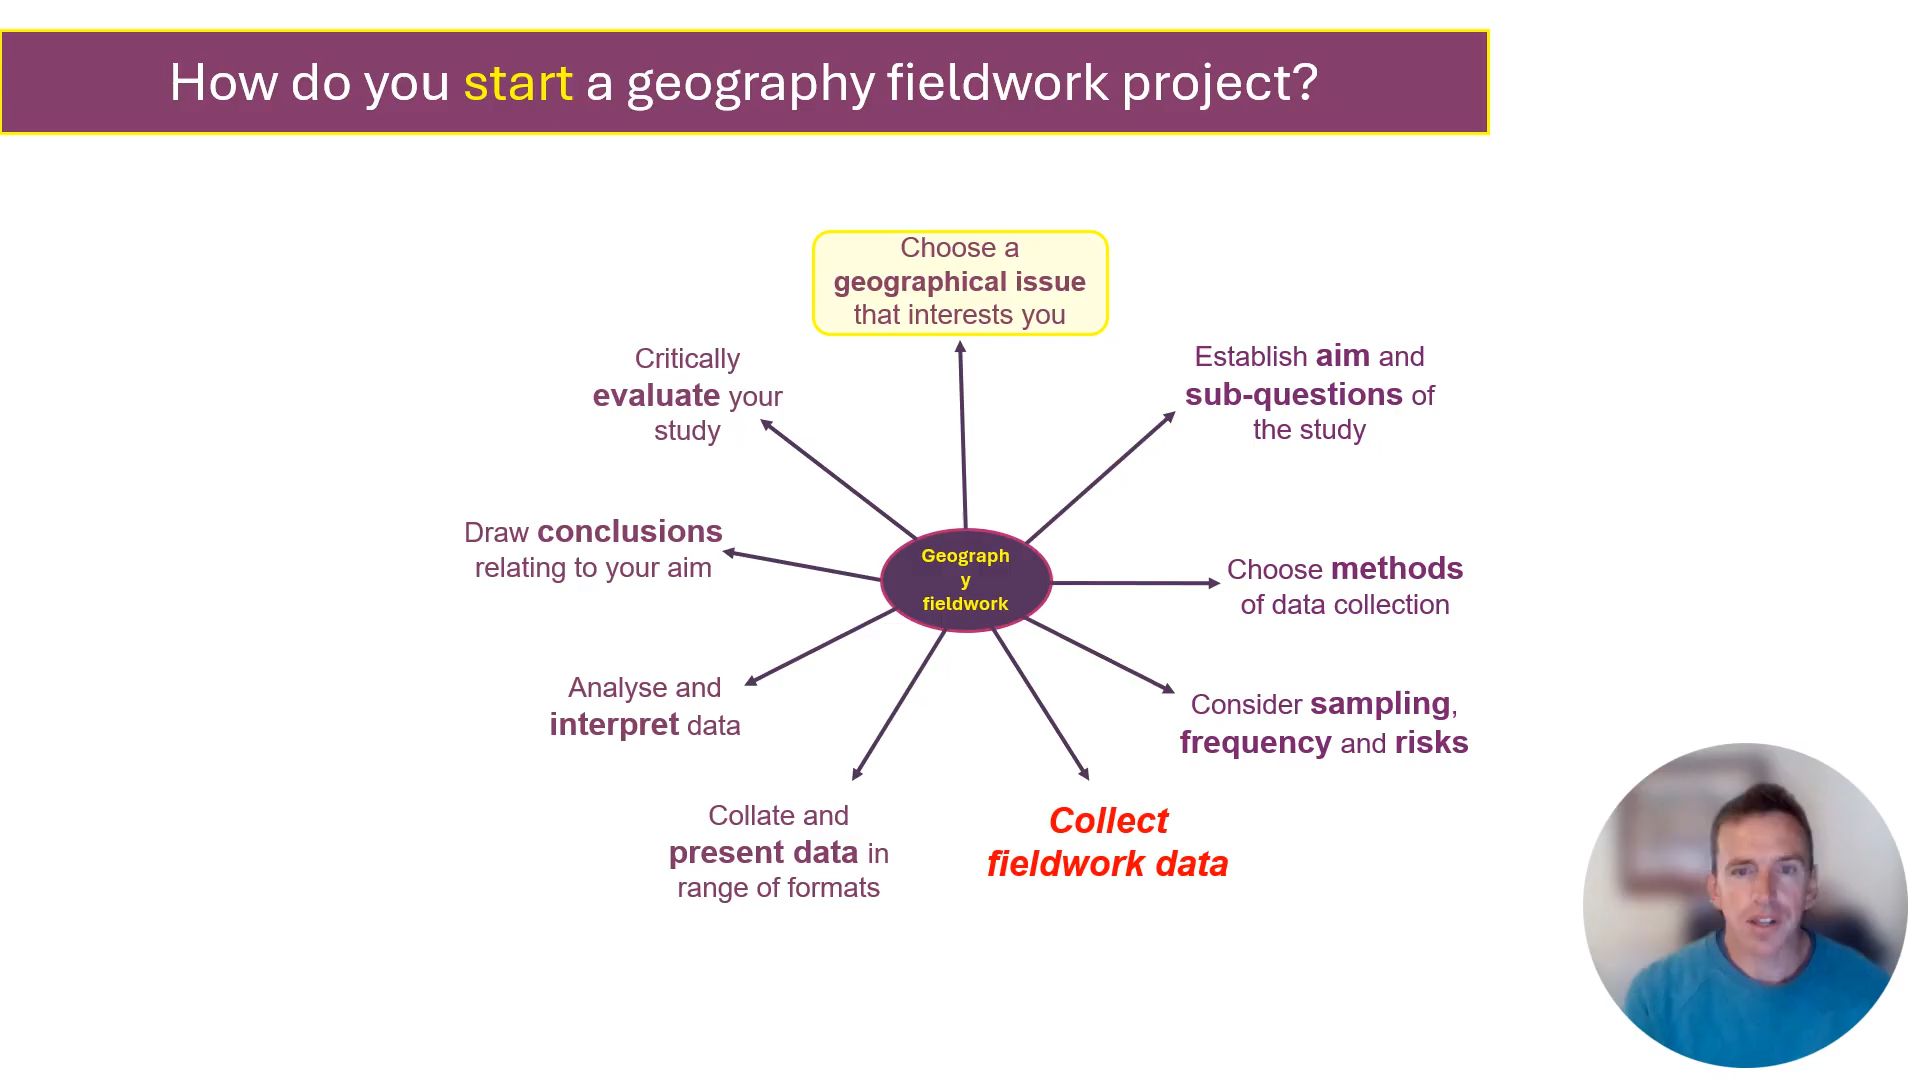 How do you start a geography fieldwork project?
Choose a
geographical issue
that interests you
Establish aim and
sub-questions of
the study
Choose methods
of data collection
Consider sampling,
frequency and risks
Collect
fieldwork data
Collate and
present data in
range of formats
Analyse and
interpret data
Draw conclusions
relating to your aim
Critically
evaluate your
study
Geograph
y
fieldwork